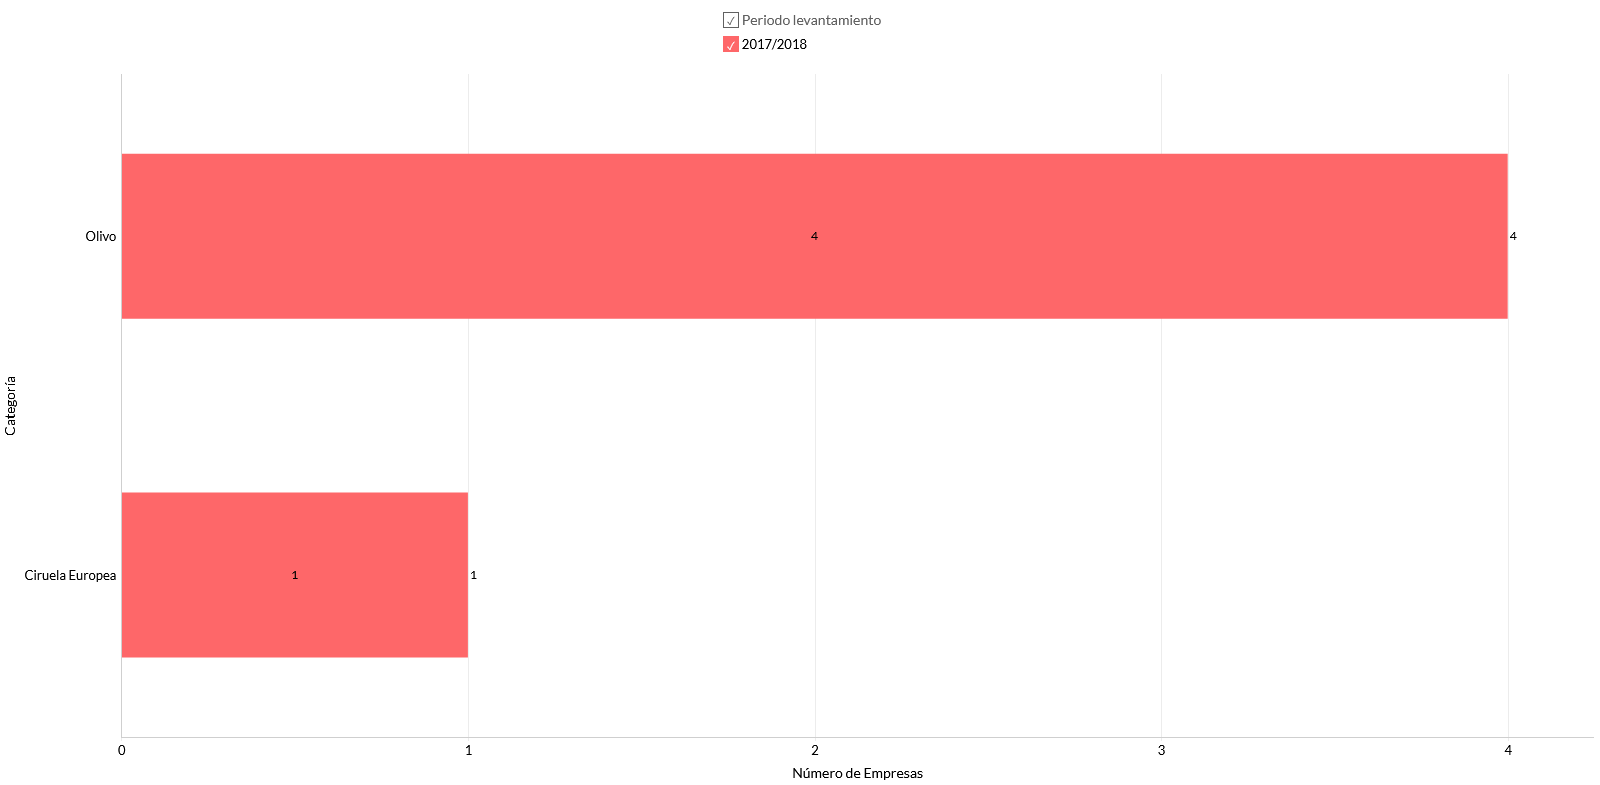 Periodo levantamiento
2017/2018
Olivo
4
4
Categoría
Ciruela Europea
1
1
0
1
2
3
4
Número de Empresas